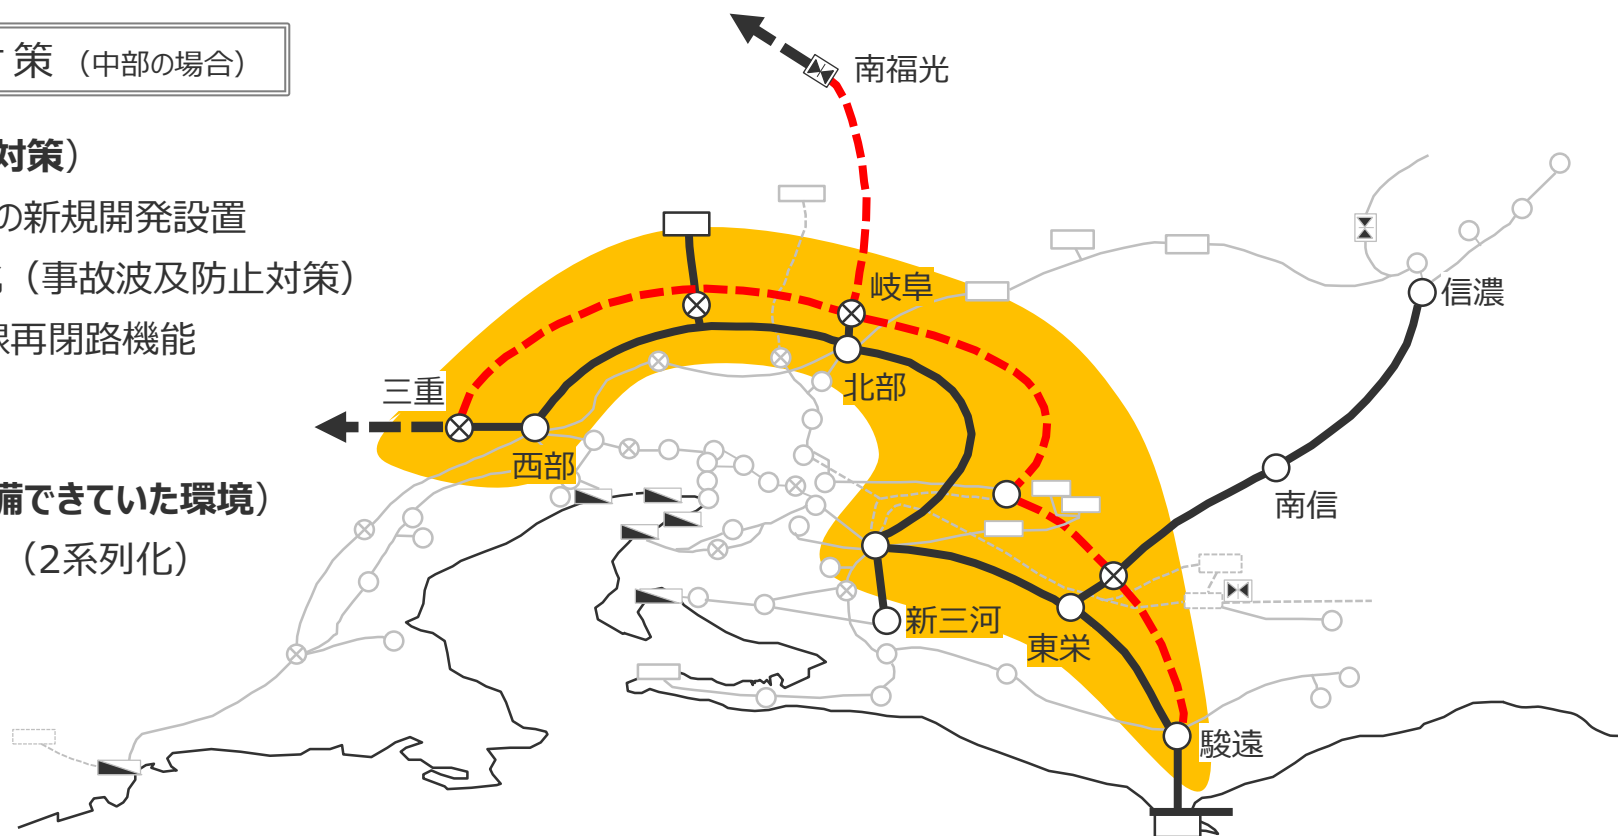 策 （中部の場合）
対策）
の新規開発設置
（事故波及防止対策）
線再閉路機能
備できていた環境）
（2系列化）
南福光
岐阜
信濃
三重
北部
西部
南信
新三河
東栄
駿遠